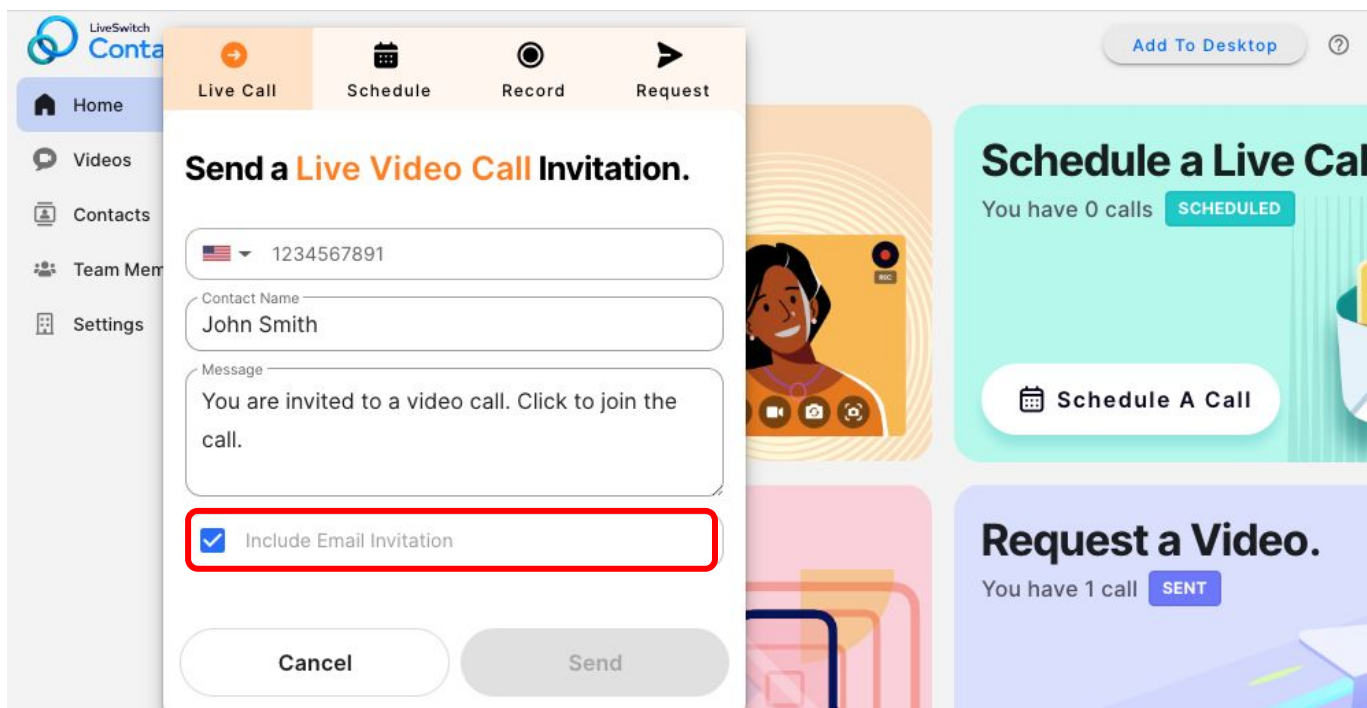 LiveSwitch
Conta
Home
Videos
Contacts
Team Mem
Settings
Live Call
Schedule
Record
Request
Send a Live Video Call Invitation.
1234567891
Contact Name
John Smith
Message
You are invited to a video call. Click to join the
call.
Include Email Invitation
Cancel
Send
REC
Add To Desktop
?
Schedule a Live Cal
You have 0 calls SCHEDULED
Schedule A Call
Request a Video.
You have 1 call SENT